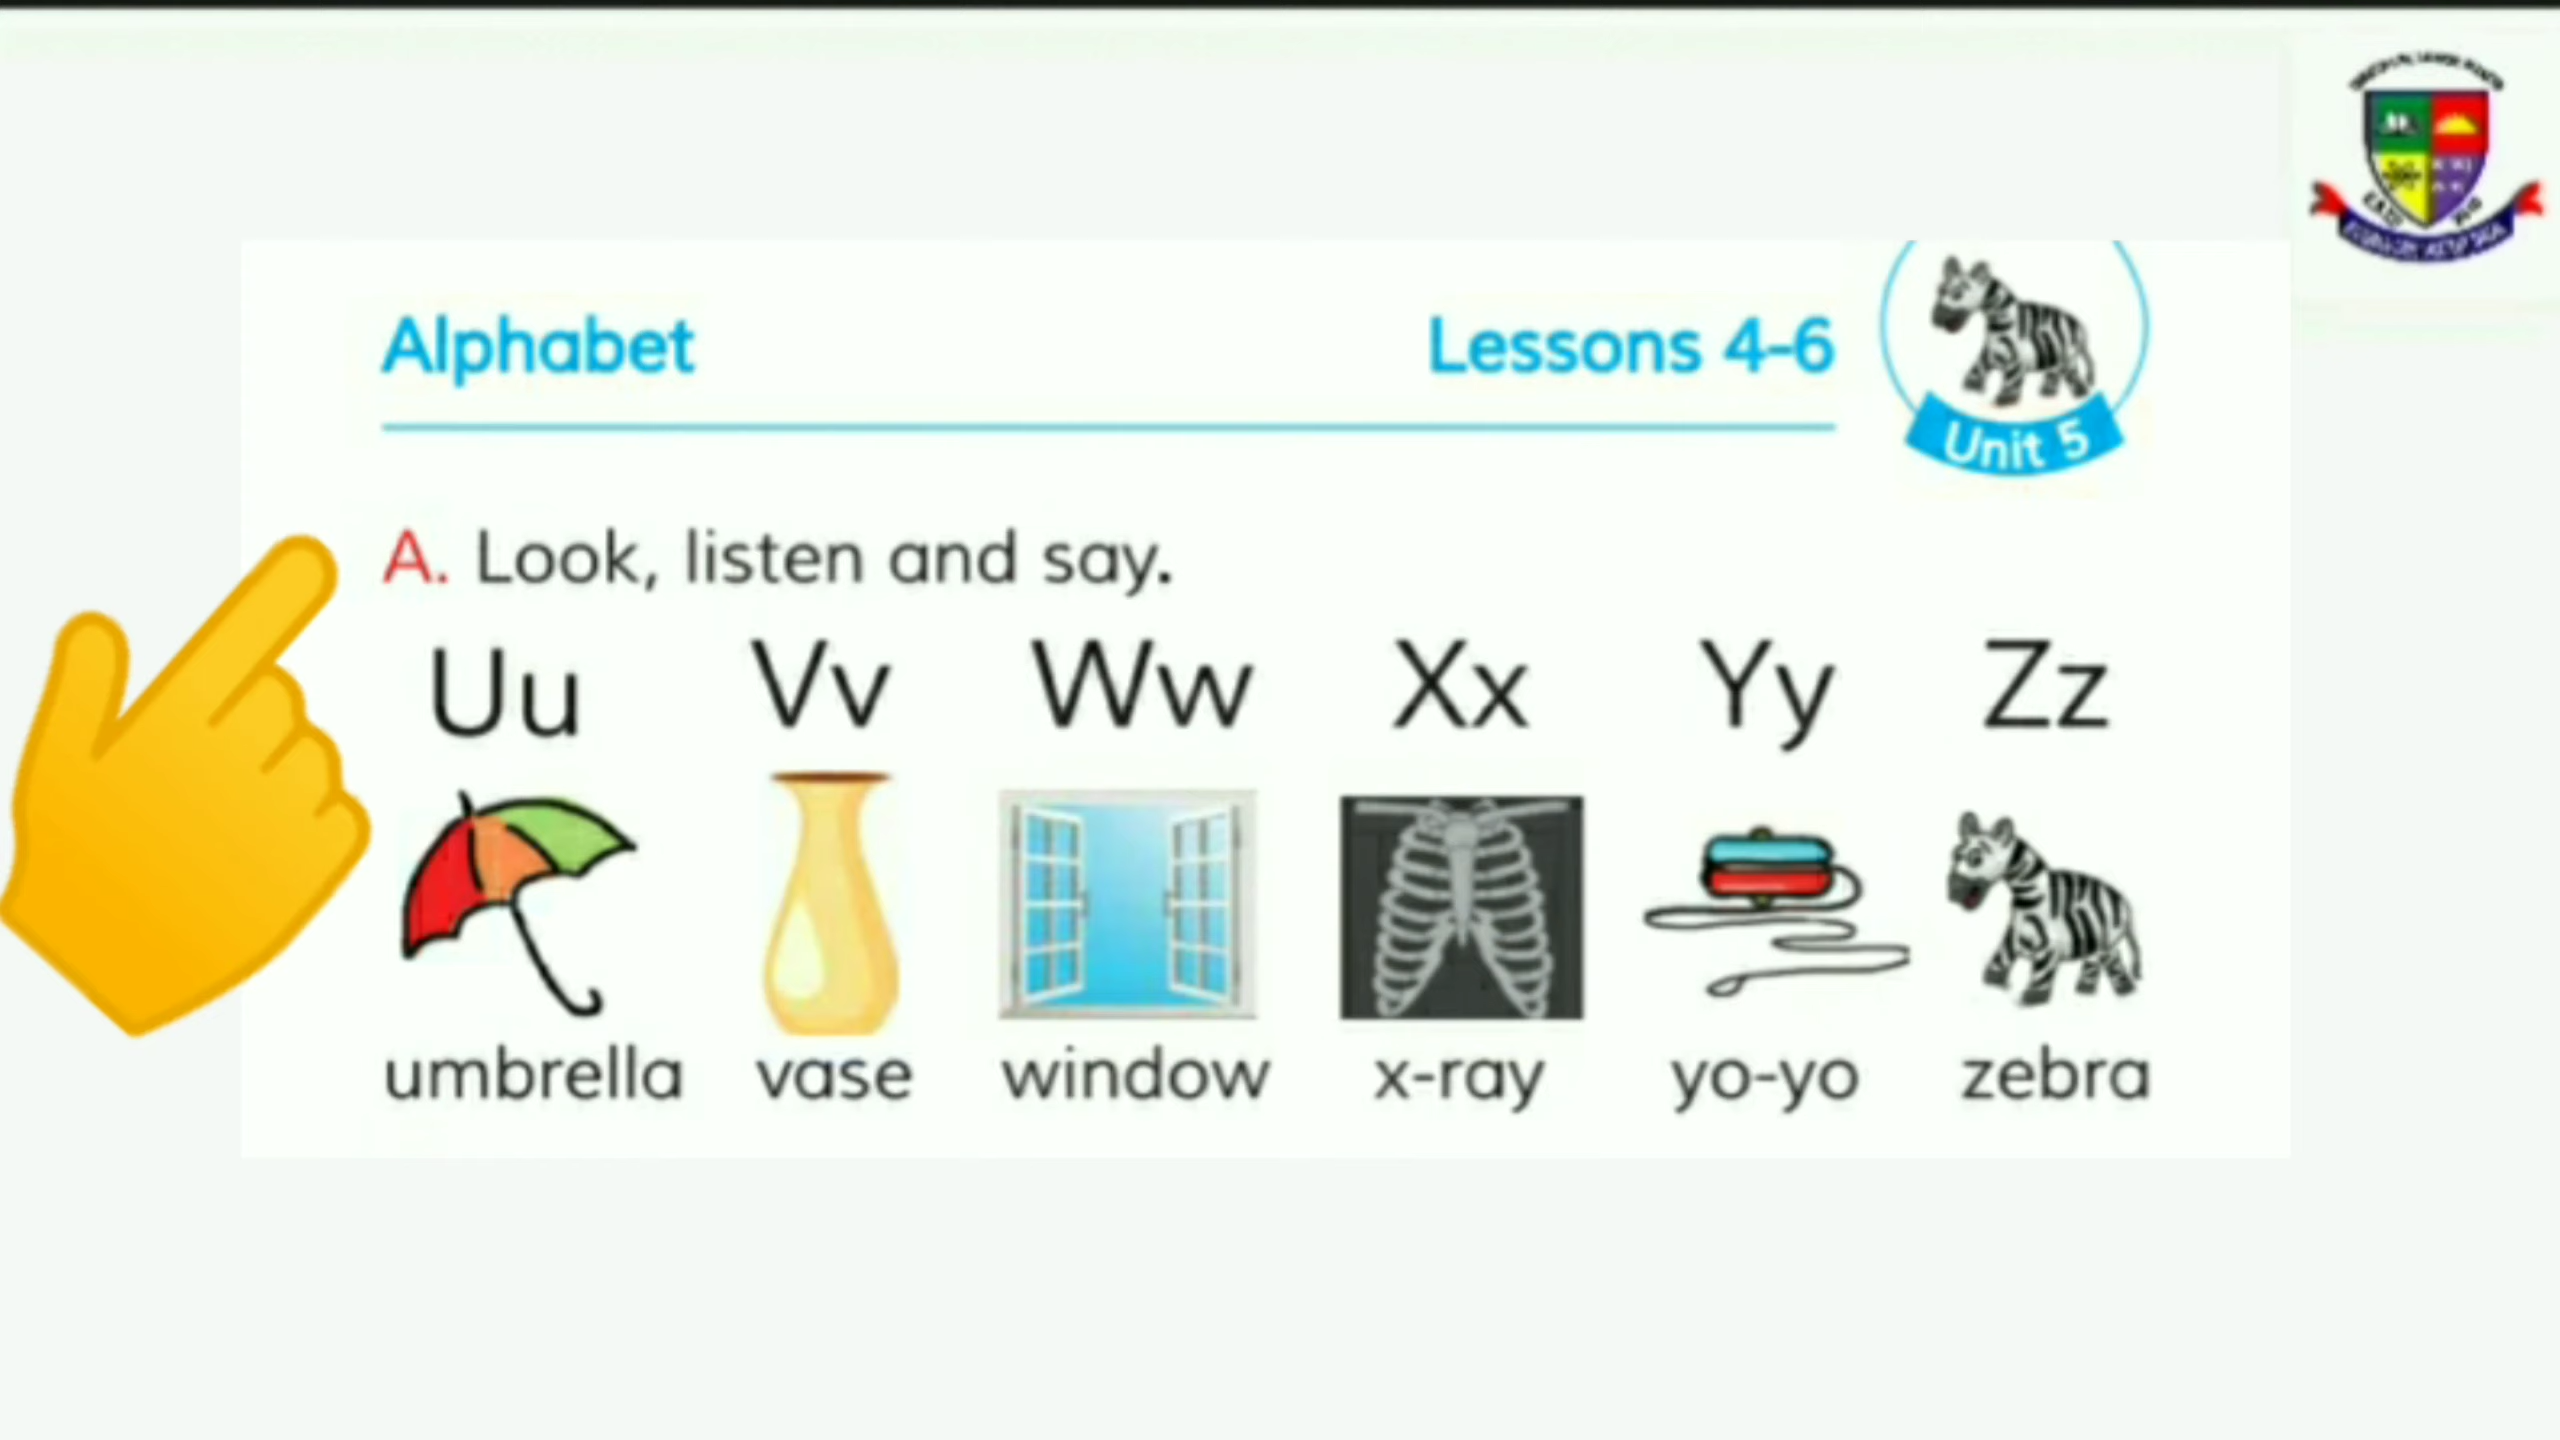 Alphabet Lessons 4-6
Unit 5
A. Look, listen and say.
Uu Vv Ww Xx Yy Zz
umbrella vase window x-ray yo-yo zebra